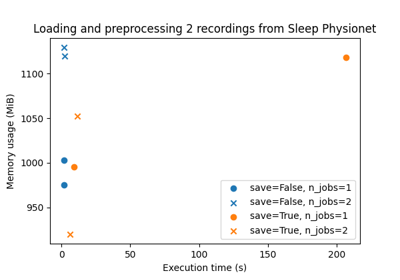 Loading and preprocessing 2 recordings from Sleep Physionet
1100
1050
1000
950
Memory usage (MiB)
save=False, n_jobs=1
save=False, n_jobs=2
save=True, n_jobs=1
save=True, n_jobs=2
0 50 100 150 200
Execution time (s)